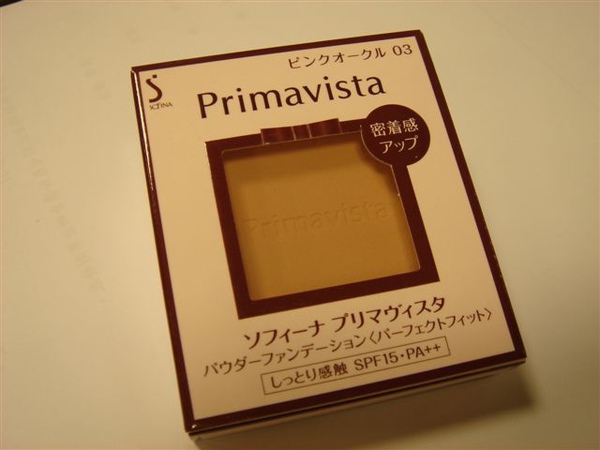 ピンクオークル 03
SOFINA
Primavista
密着感
アップ
Primavista
ソフィーナ プリマヴィスタ
パウダーファンデーション〈パーフェクトフィット〉
しっとり感触 SPF15・PA++